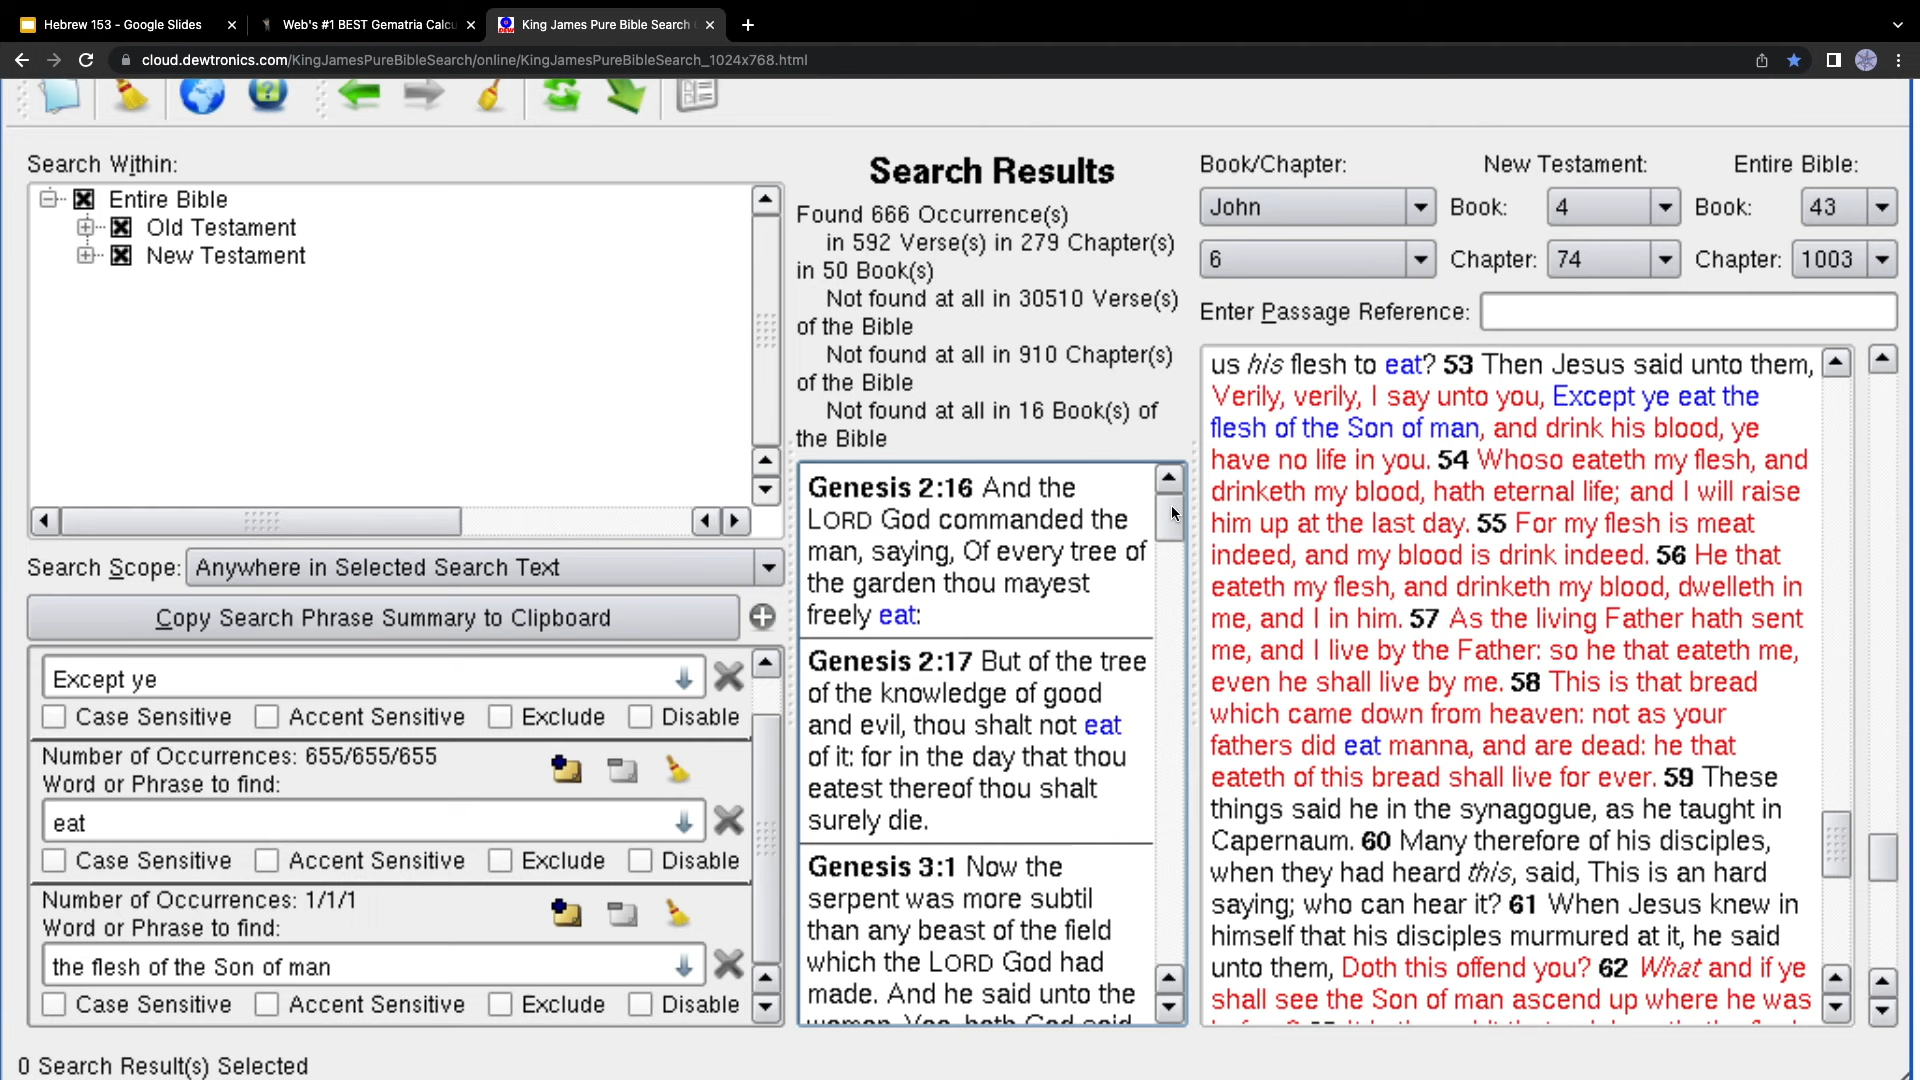 Hebrew 153 - Google Slides
Web's #1 BEST Gematria Calcu
King James Pure Bible Search
cloud.dewtronics.com/KingJamesPureBibleSearch/online/KingJamesPureBibleSearch_1024x768.html
Search Within:
Entire Bible
Old Testament
New Testament
Search Scope: Anywhere in Selected Search Text
Copy Search Phrase Summary to Clipboard
Except ye
Case Sensitive Accent Sensitive Exclude Disable
Number of Occurrences: 655/655/655
Word or Phrase to find:
eat
Case Sensitive Accent Sensitive Exclude Disable
Number of Occurrences: 1/1/1
Word or Phrase to find:
the flesh of the Son of man
Case Sensitive Accent Sensitive Exclude Disable
0 Search Result(s) Selected
Search Results
Found 666 Occurrence(s)
in 592 Verse(s) in 279 Chapter(s)
in 50 Book(s)
Not found at all in 30510 Verse(s)
of the Bible
Not found at all in 910 Chapter(s)
of the Bible
Not found at all in 16 Book(s) of
the Bible
Genesis 2:16 And the
LORD God commanded the
man, saying, Of every tree of
the garden thou mayest
freely eat:
Genesis 2:17 But of the tree
of the knowledge of good
and evil, thou shalt not eat
of it: for in the day that thou
eatest thereof thou shalt
surely die.
Genesis 3:1 Now the
serpent was more subtil
than any beast of the field
which the LORD God had
made. And he said unto the
woman, Yea, hath God said
Book/Chapter: New Testament: Entire Bible:
John Book: 4 Book: 43
6 Chapter: 74 Chapter: 1003
Enter Passage Reference:
us his flesh to eat? 53 Then Jesus said unto them,
Verily, verily, I say unto you, Except ye eat the
flesh of the Son of man, and drink his blood, ye
have no life in you. 54 Whoso eateth my flesh, and
drinketh my blood, hath eternal life; and I will raise
him up at the last day. 55 For my flesh is meat
indeed, and my blood is drink indeed. 56 He that
eateth my flesh, and drinketh my blood, dwelleth in
me, and I in him. 57 As the living Father hath sent
me, and I live by the Father: so he that eateth me,
even he shall live by me. 58 This is that bread
which came down from heaven: not as your
fathers did eat manna, and are dead: he that
eateth of this bread shall live for ever. 59 These
things said he in the synagogue, as he taught in
Capernaum. 60 Many therefore of his disciples,
when they had heard this, said, This is an hard
saying; who can hear it? 61 When Jesus knew in
himself that his disciples murmured at it, he said
unto them, Doth this offend you? 62 What and if ye
shall see the Son of man ascend up where he was